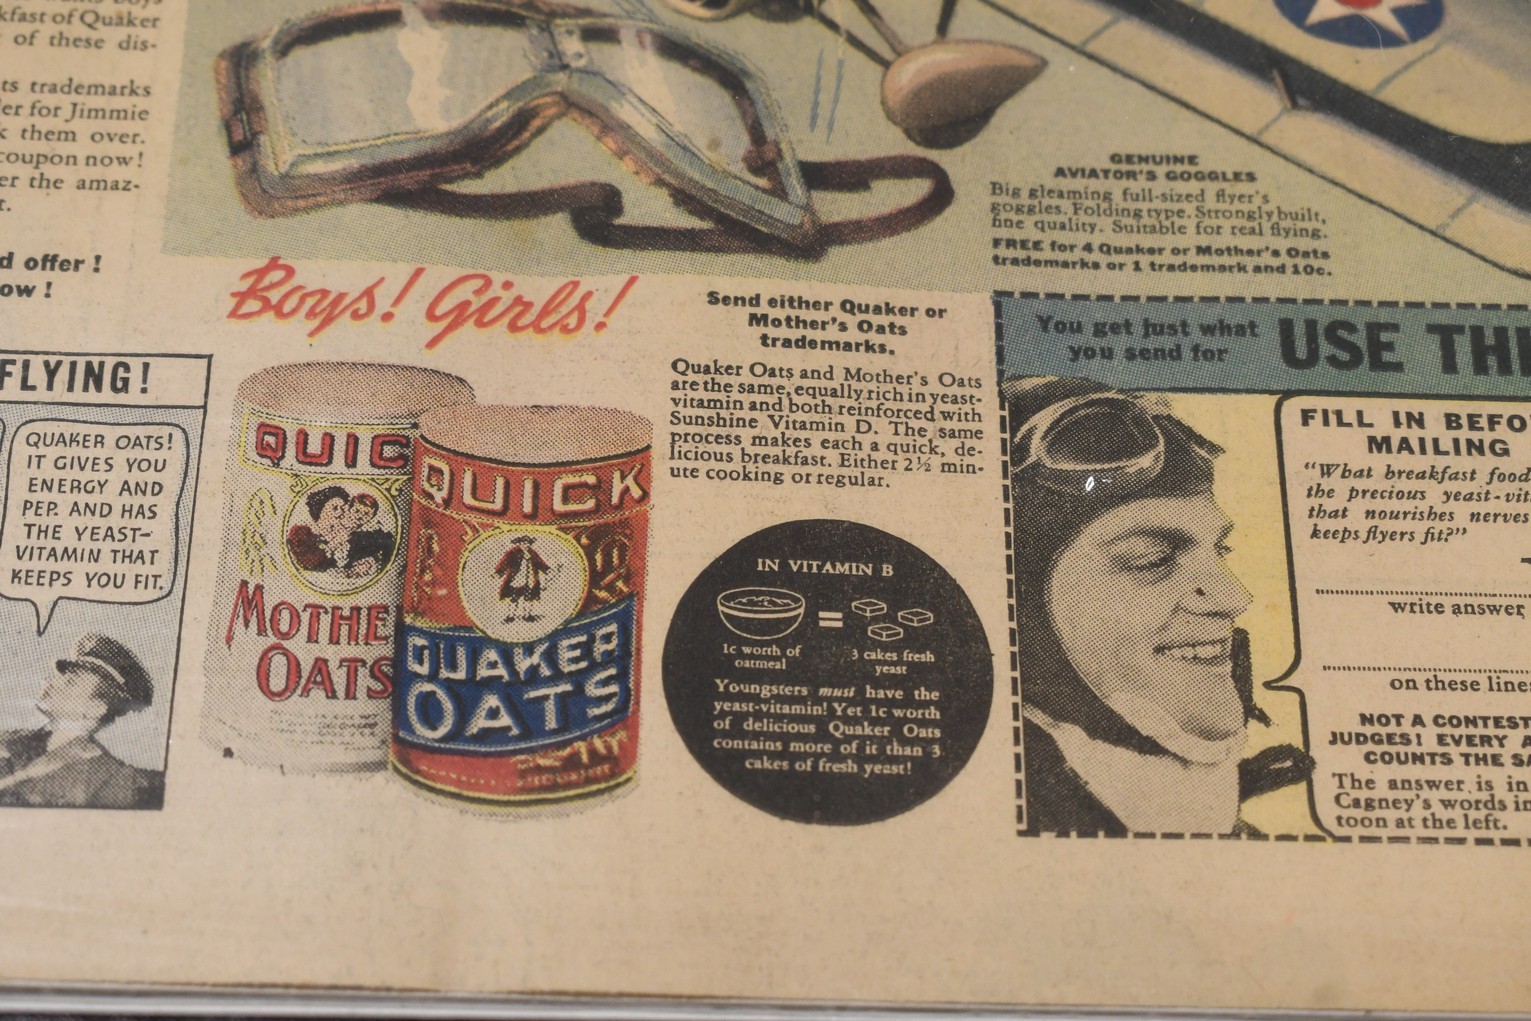 kfast of Quaker
of these dis-
ts trademarks
er for Jimmie
k them over.
coupon now!
er the amaz-
t.
d offer!
ow!
GENUINE
AVIATOR'S GOGGLES
Big gleaming full-sized flyer's
goggles. Folding type. Strongly built,
fine quality. Suitable for real flying.
FREE for 4 Quaker or Mother's Oats
trademarks or 1 trademark and 10c.
Boys! Girls!
FLYING!
QUAKER OATS!
IT GIVES YOU
ENERGY AND
PEP. AND HAS
THE YEAST-
VITAMIN THAT
KEEPS YOU FIT.
QUIC
MOTHE
OATS
QUICK
QUAKER
OATS
Send either Quaker or
Mother's Oats
trademarks.
Quaker Oats and Mother's Oats
are the same, equally rich in yeast-
vitamin and both reinforced with
Sunshine Vitamin D. The same
process makes each a quick, de-
licious breakfast. Either 2½ min-
ute cooking or regular.
IN VITAMIN B
=
1c worth of
oatmeal
3 cakes fresh
yeast
Youngsters must have the
yeast-vitamin! Yet 1c worth
of delicious Quaker Oats
contains more of it than 3
cakes of fresh yeast!
You get just what
you send for
USE TH
FILL IN BEFO
MAILING
"What breakfast food
the precious yeast-vit
that nourishes nerves
keeps flyers fit?"
write answer
on these line
NOT A CONTEST
JUDGES! EVERY A
COUNTS THE SA
The answer is in
Cagney's words in
toon at the left.